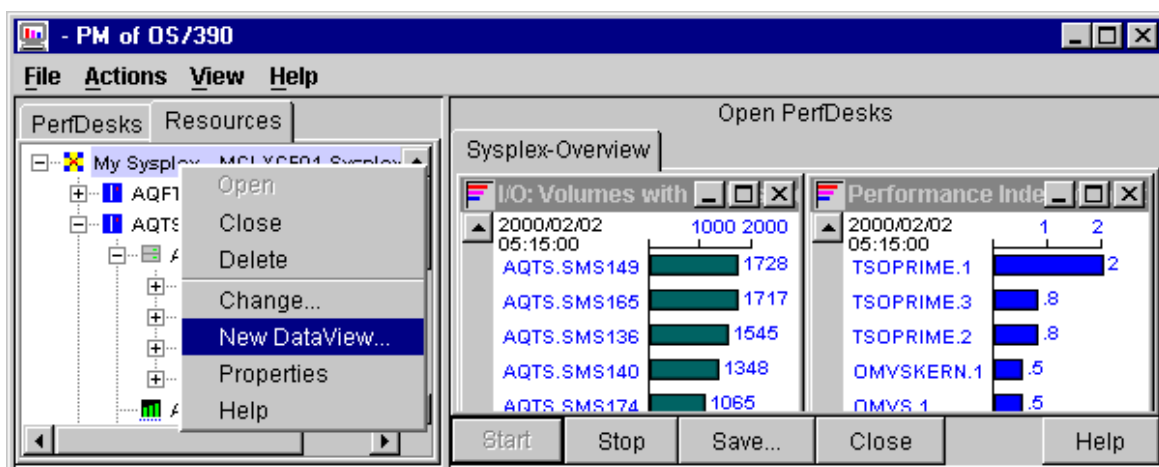 - PM of OS/390
File Actions View Help
PerfDesks Resources
My Sysplex - MCLXCF01 Sysplex
AQFT
AQTS
Open
Close
Delete
Change...
New DataView...
Properties
Help
Open PerfDesks
Sysplex-Overview
I/O: Volumes with
2000/02/02
05:15:00
1000 2000
AQTS.SMS149 1728
AQTS.SMS165 1717
AQTS.SMS136 1545
AQTS.SMS140 1348
AQTS.SMS174 1065
Performance Inde
2000/02/02
05:15:00
1 2
TSOPRIME.1 2
TSOPRIME.3 .8
TSOPRIME.2 .8
OMVSKERN.1 .5
OMVS.1 .5
Start Stop Save... Close Help